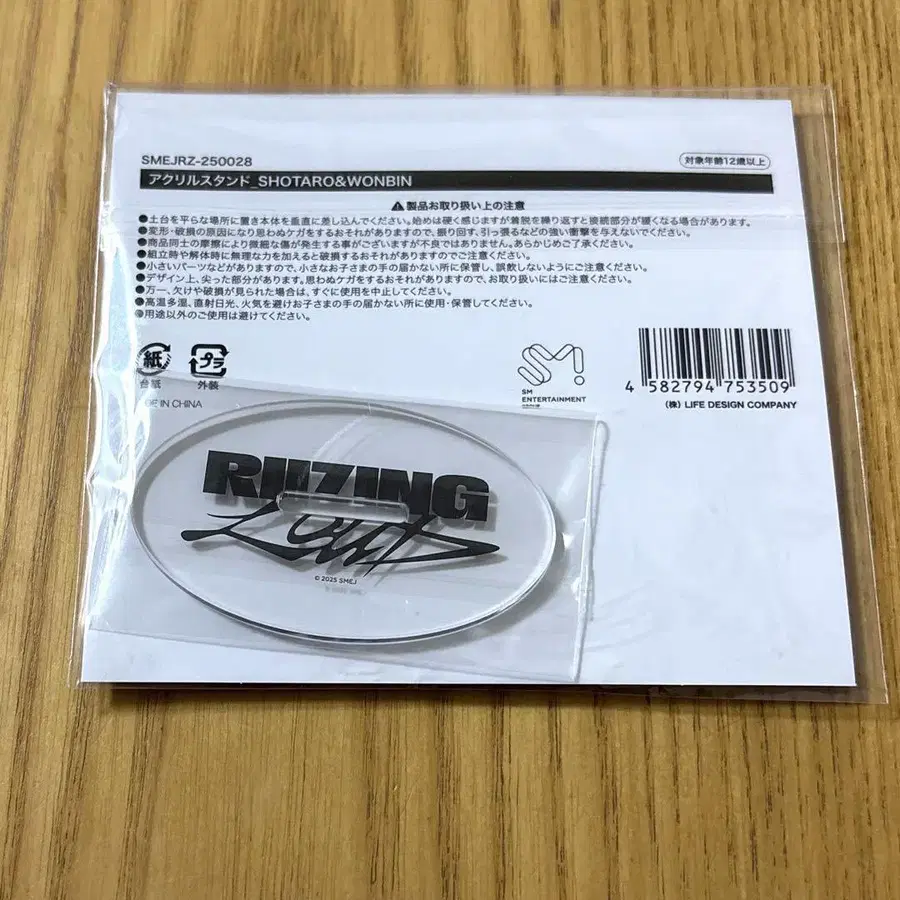 SMEJRZ-250028
対象年齢12歳以上
アクリルスタンド_SHOTARO&WONBIN
⚠製品お取り扱い上の注意
●土台を平らな場所に置き本体を垂直に差し込んでください。始めは硬く感じますが着脱を繰り返すと接続部分が緩くなる場合があります。
●変形・破損の原因になり思わぬケガをするおそれがありますので、振り回す、引っ張るなどの強い衝撃を与えないでください。
●商品同士の摩擦により微細な傷が発生する事がございますが不良ではありません。あらかじめご了承ください。
●組立時や解体時に無理な力を加えると破損するおそれがありますのでご注意ください。
●小さいパーツなどがありますので、小さなお子さまの手の届かない所に保管し、誤飲しないようにご注意ください。
●デザイン上、尖った部分があります。思わぬケガをするおそれがありますので、お取り扱いにはご注意ください。
●万一、欠けや破損が見られた場合は、すぐに使用を中止してください。
●高温多湿、直射日光、火気を避けお子さまの手の届かない所に使用・保管してください。
●用途以外のご使用は避けてください。
紙
台紙
プラ
外装
DE IN CHINA
SM
SM
ENTERTAINMENT
4 582794 753509
(株) LIFE DESIGN COMPANY
RIIZING
Loud
© 2025 SMEJ